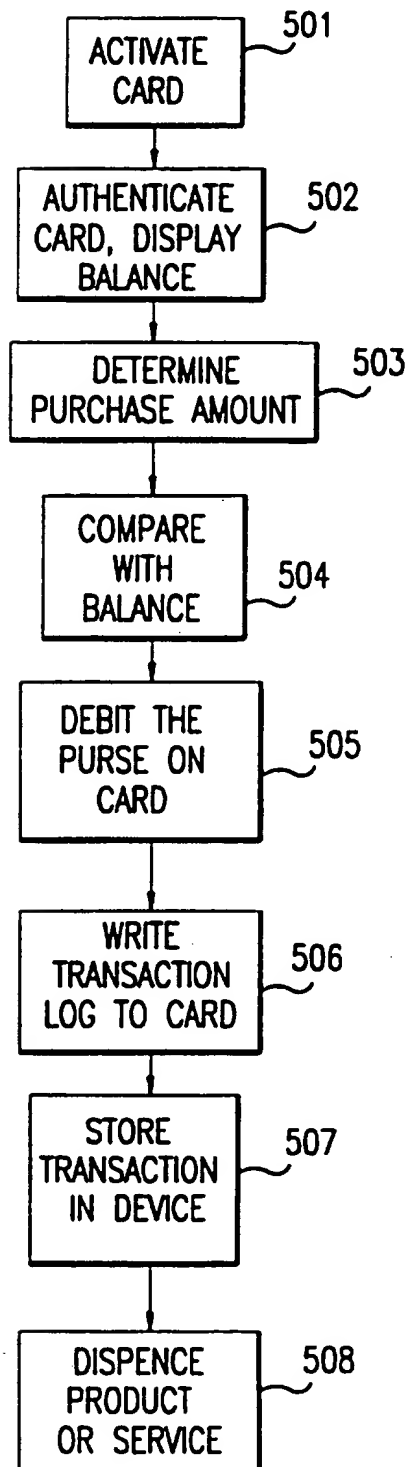 ACTIVATE
CARD
501
AUTHENTICATE
CARD, DISPLAY
BALANCE
502
DETERMINE
PURCHASE AMOUNT
503
COMPARE
WITH
BALANCE
504
DEBIT THE
PURSE ON
CARD
505
WRITE
TRANSACTION
LOG TO CARD
506
STORE
TRANSACTION
IN DEVICE
507
DISPENCE
PRODUCT
OR SERVICE
508